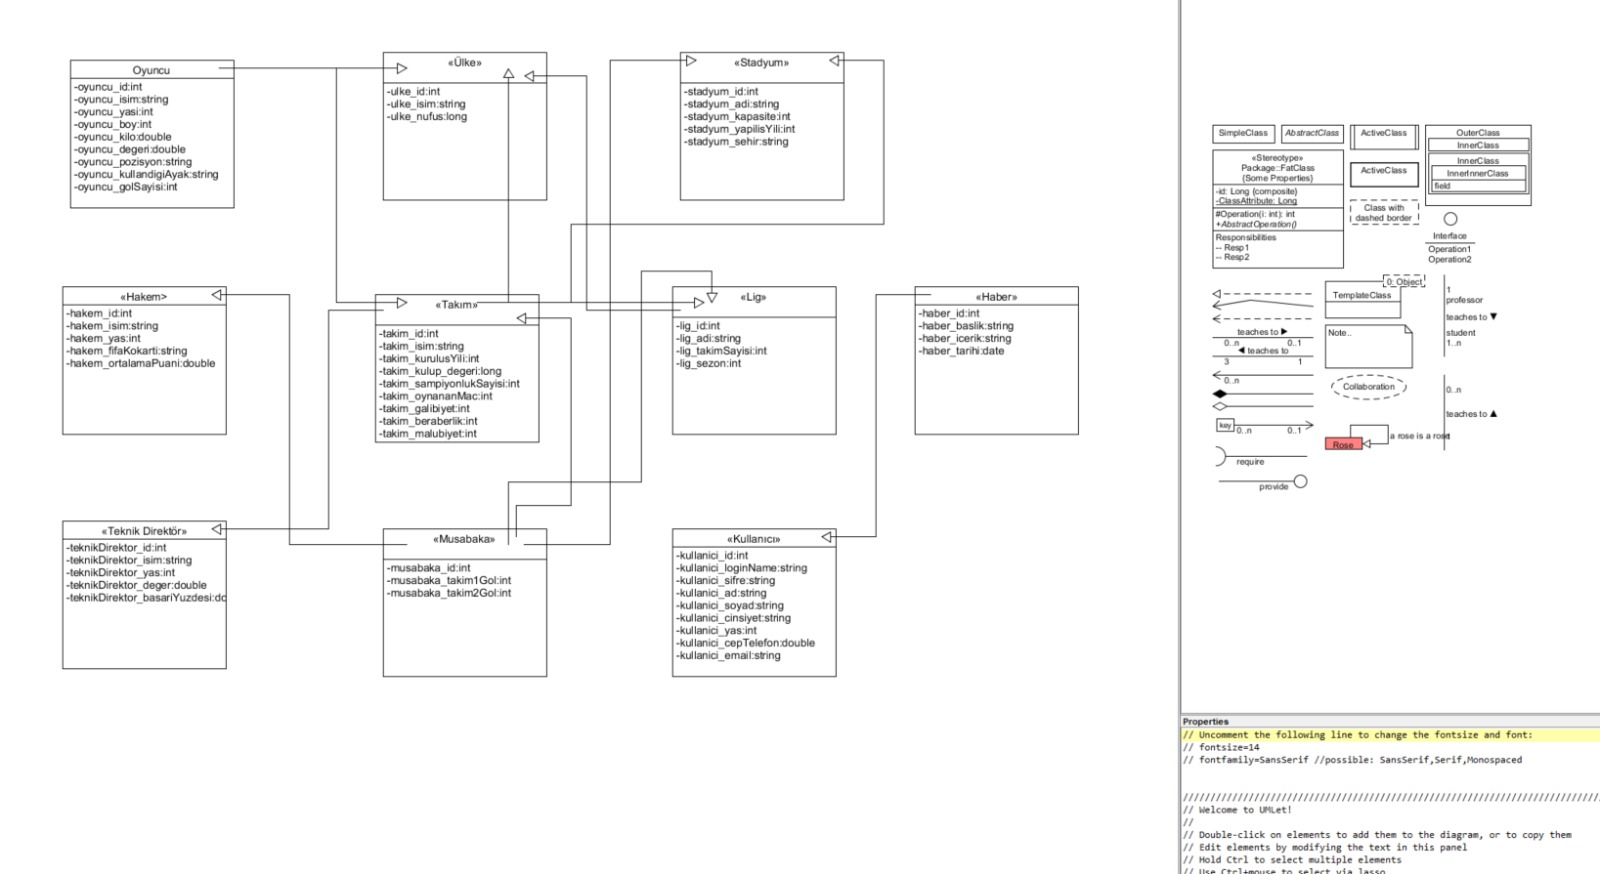 Oyuncu
-oyuncu_id:int
-oyuncu_isim:string
-oyuncu_yasi:int
-oyuncu_boy:int
-oyuncu_kilo:double
-oyuncu_degeri:double
-oyuncu_pozisyon:string
-oyuncu_kullandigiAyak:string
-oyuncu_golSayisi:int
«Ülke»
-ulke_id:int
-ulke_isim:string
-ulke_nufus:long
«Stadyum»
-stadyum_id:int
-stadyum_adi:string
-stadyum_kapasite:int
-stadyum_yapilisYili:int
-stadyum_sehir:string
«Hakem>
-hakem_id:int
-hakem_isim:string
-hakem_yas:int
-hakem_fifaKokarti:string
-hakem_ortalamaPuani:double
«Takım»
-takim_id:int
-takim_isim:string
-takim_kurulusYili:int
-takim_kulup_degeri:long
-takim_sampiyonlukSayisi:int
-takim_oynananMac:int
-takim_galibiyet:int
-takim_beraberlik:int
-takim_malubiyet:int
«Lig»
-lig_id:int
-lig_adi:string
-lig_takimSayisi:int
-lig_sezon:int
«Haber»
-haber_id:int
-haber_baslik:string
-haber_icerik:string
-haber_tarihi:date
«Teknik Direktör»
-teknikDirektor_id:int
-teknikDirektor_isim:string
-teknikDirektor_yas:int
-teknikDirektor_deger:double
-teknikDirektor_basariYuzdesi:do
«Musabaka»
-musabaka_id:int
-musabaka_takim1Gol:int
-musabaka_takim2Gol:int
«Kullanıcı»
-kullanici_id:int
-kullanici_loginName:string
-kullanici_sifre:string
-kullanici_ad:string
-kullanici_soyad:string
-kullanici_cinsiyet:string
-kullanici_yas:int
-kullanici_cepTelefon:double
-kullanici_email:string
SimpleClass
AbstractClass
ActiveClass
OuterClass
InnerClass
InnerClass
InnerInnerClass
field
«Stereotype»
Package::FatClass
{Some Properties}
-id: Long {composite}
-ClassAttribute: Long
#Operation(i: int): int
+AbstractOperation()
Responsibilities
-- Resp1
-- Resp2
ActiveClass
Class with
dashed border
Interface
Operation1
Operation2
0: Object
TemplateClass
1
professor
teaches to ▼
student
1..n
Note..
teaches to ▶
0..n 0..1
◀ teaches to
3 1
0..n
Collaboration
0..n
teaches to ▲
key
0..n 0..1
a rose is a rose
Rose
require
provide
Properties
// Uncomment the following line to change the fontsize and font:
// fontsize=14
// fontfamily=SansSerif //possible: SansSerif,Serif,Monospaced
// Welcome to UMLet!
//
// Double-click on elements to add them to the diagram, or to copy them
// Edit elements by modifying the text in this panel
// Hold Ctrl to select multiple elements
// Use Ctrl+mouse to select via lasso